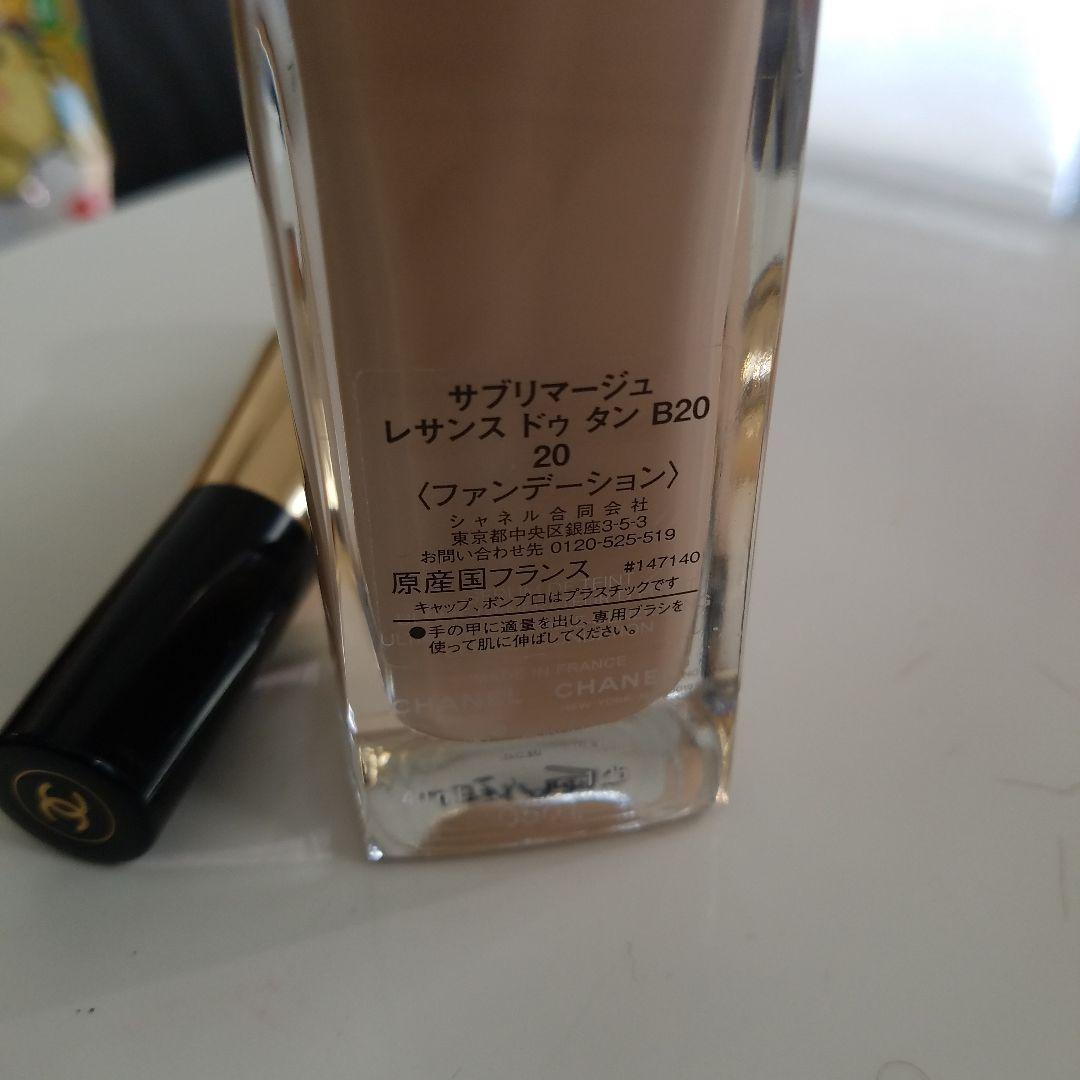 サブリマージュ
レサンス ドゥ タン B20
20
〈ファンデーション〉
シャネル合同会社
東京都中央区銀座3-5-3
お問い合わせ先 0120-525-519
原産国フランス #147140
キャップ、ポンプ口はプラスチックです
●手の甲に適量を出し、専用ブラシを
使って肌に伸ばしてください。
MADE IN FRANCE
CHANEL CHANE